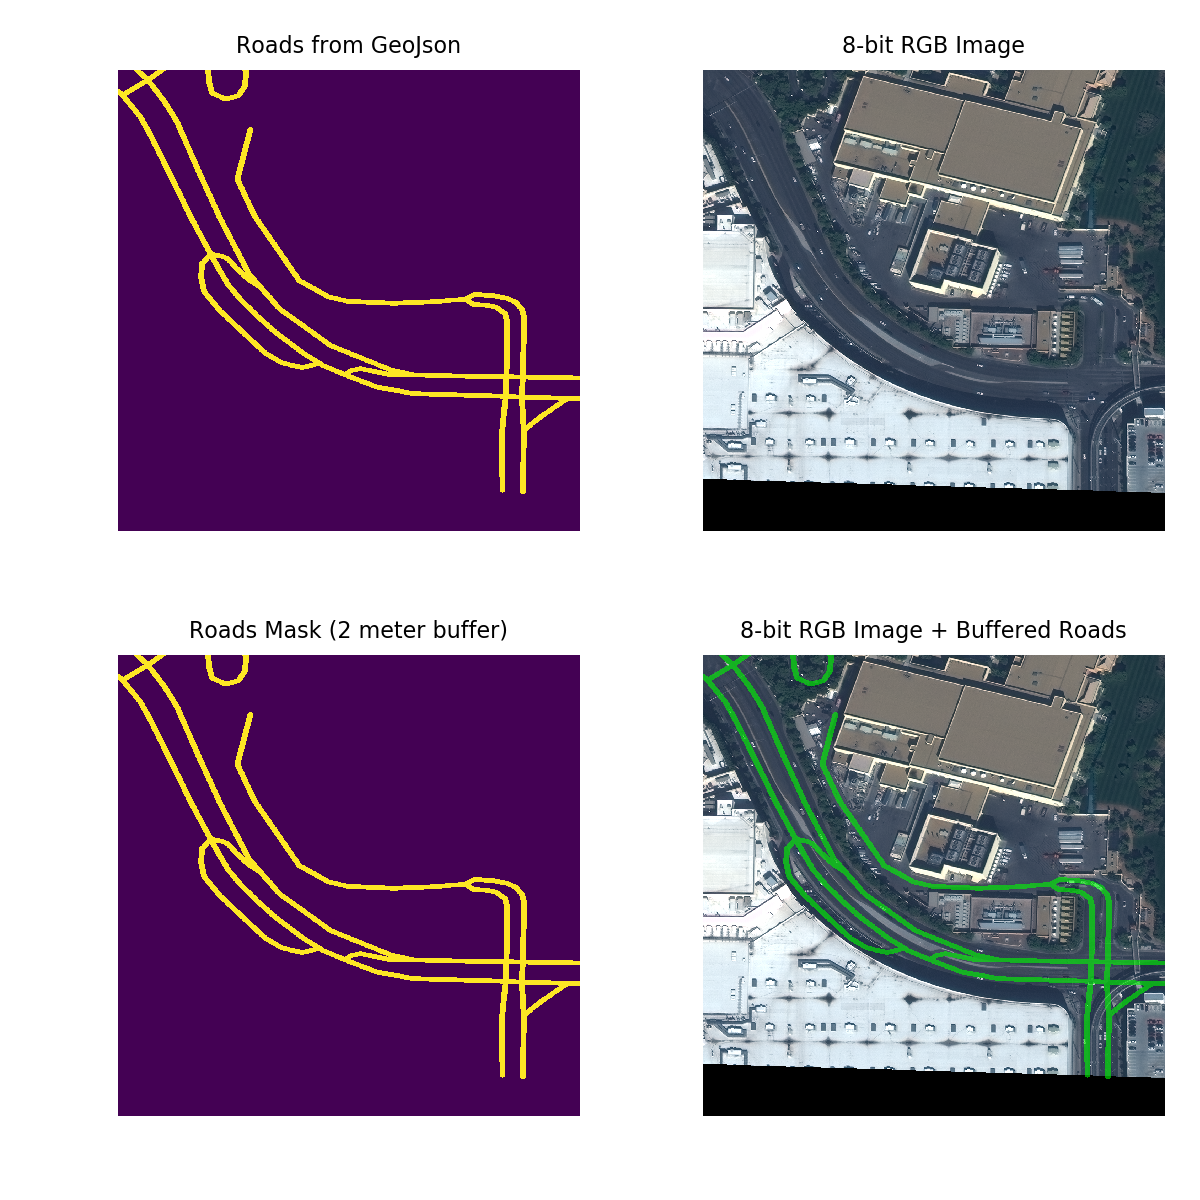 Roads from GeoJson
8-bit RGB Image
Roads Mask (2 meter buffer)
8-bit RGB Image + Buffered Roads